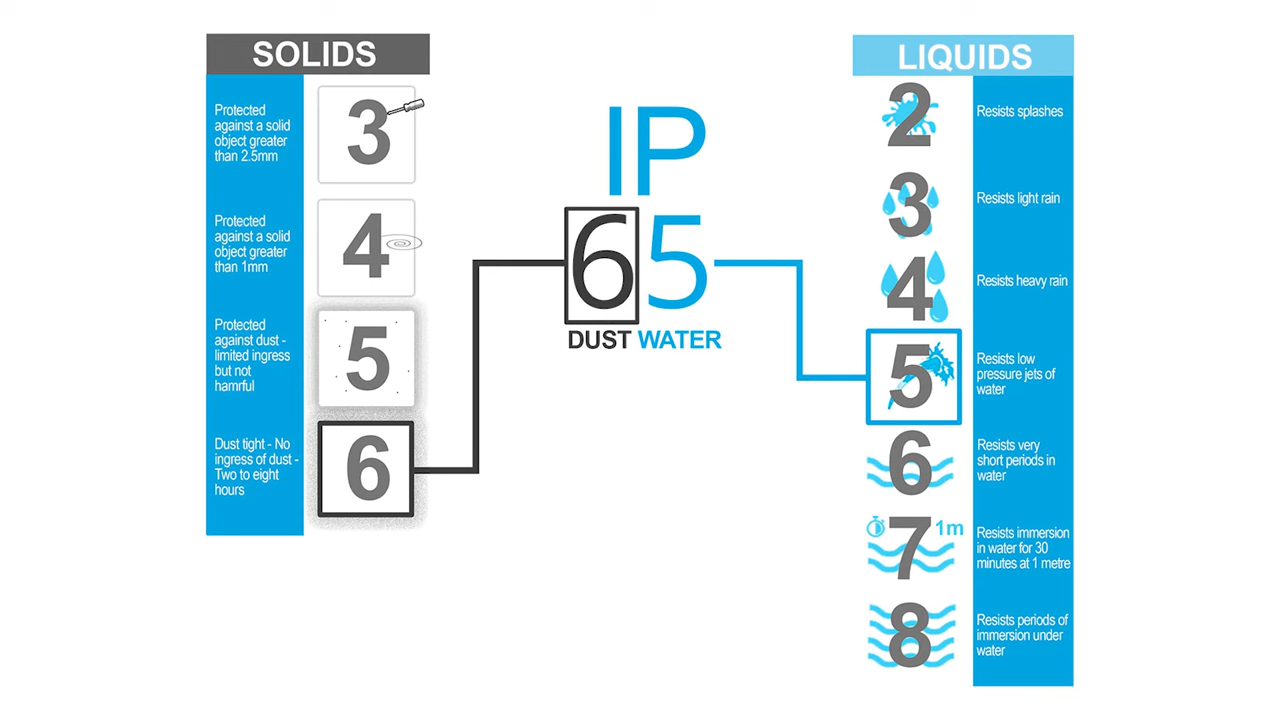 SOLIDS
Protected
against a solid
object greater
than 2.5mm
3
Protected
against a solid
object greater
than 1mm
4
Protected
against dust -
limited ingress
but not
hamrful
5
Dust tight - No
ingress of dust -
Two to eight
hours
6
IP
65
DUST WATER
LIQUIDS
2
Resists splashes
3
Resists light rain
4
Resists heavy rain
5
Resists low
pressure jets of
water
6
Resists very
short periods in
water
7
1m
Resists immersion
in water for 30
minutes at 1 metre
8
Resists periods of
immersion under
water